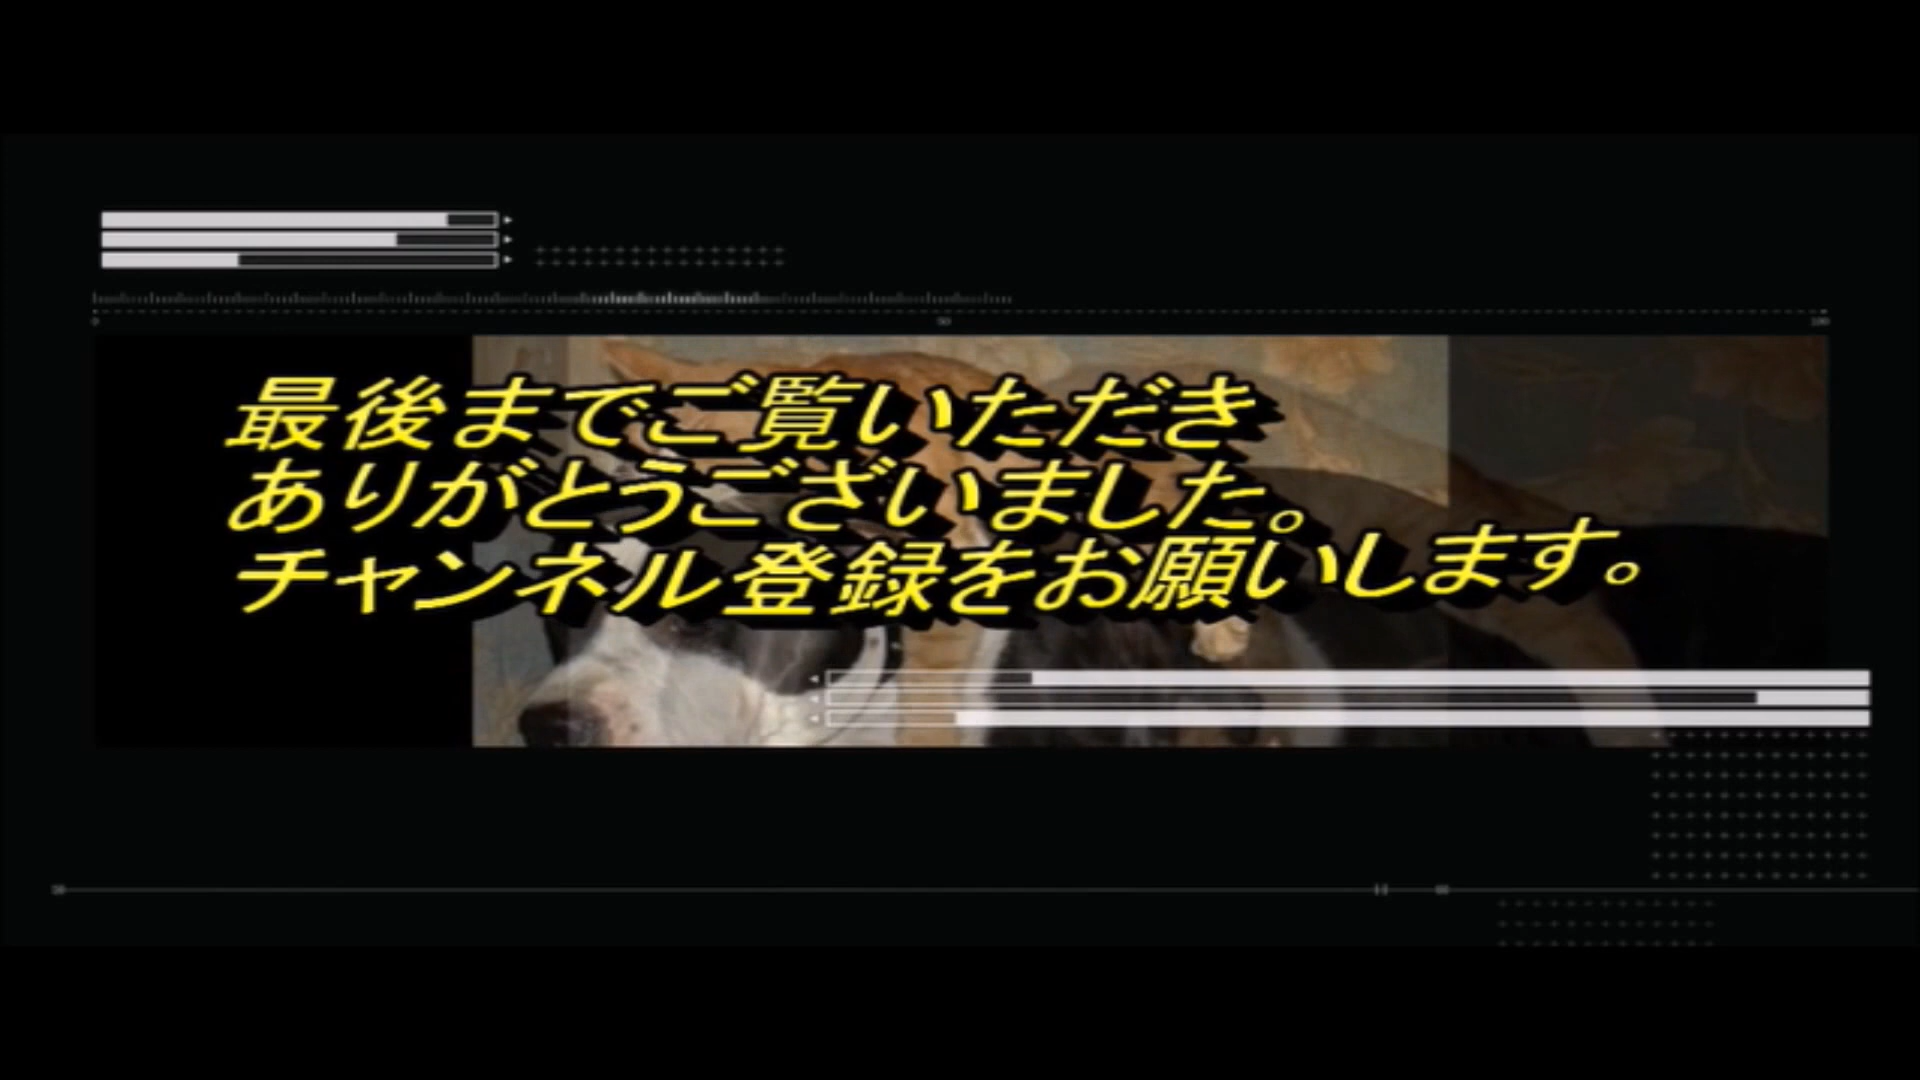 最後までご覧いただき
ありがとうございました。
チャンネル登録をお願いします。